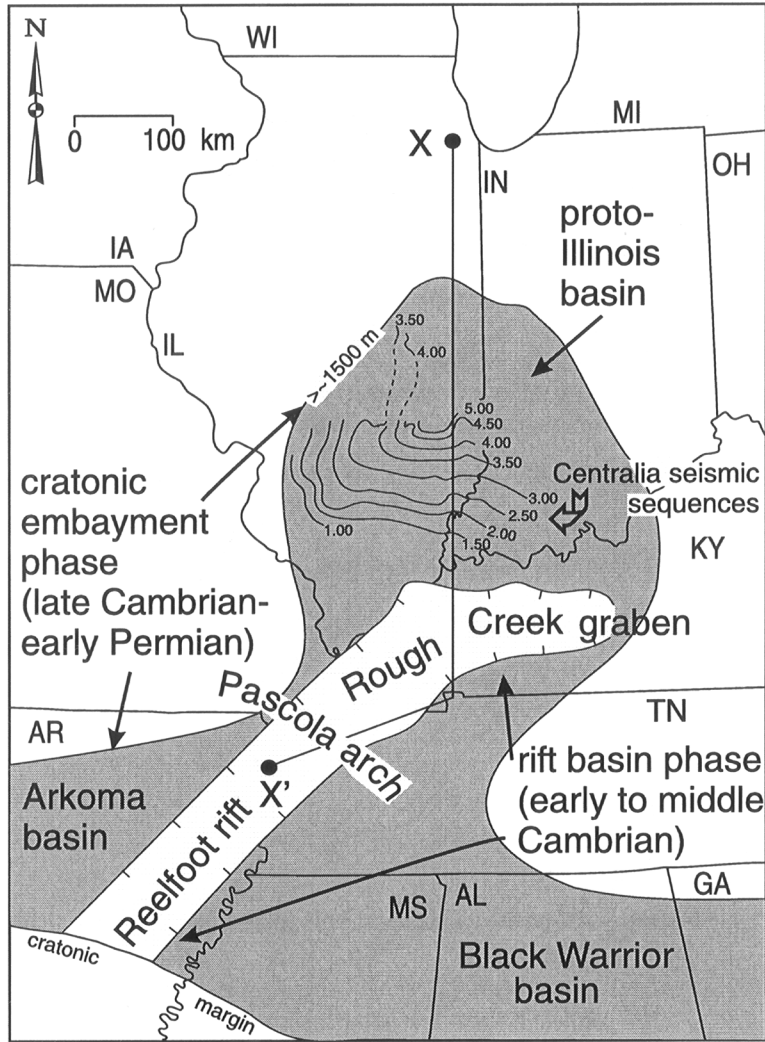 N
WI
0 100 km
MI
X
IN
OH
proto-
Illinois
basin
IA
MO
IL
3.50
4.00
>~1500 m
5.00
4.50
4.00
3.50
3.00
2.50
2.00
1.50
1.00
Centralia seismic
sequences
cratonic
embayment
phase
(late Cambrian-
early Permian)
KY
Rough Creek graben
Pascola arch
TN
AR
X'
rift basin phase
(early to middle
Cambrian)
Arkoma
basin
Reelfoot rift
GA
MS
AL
cratonic
margin
Black Warrior
basin